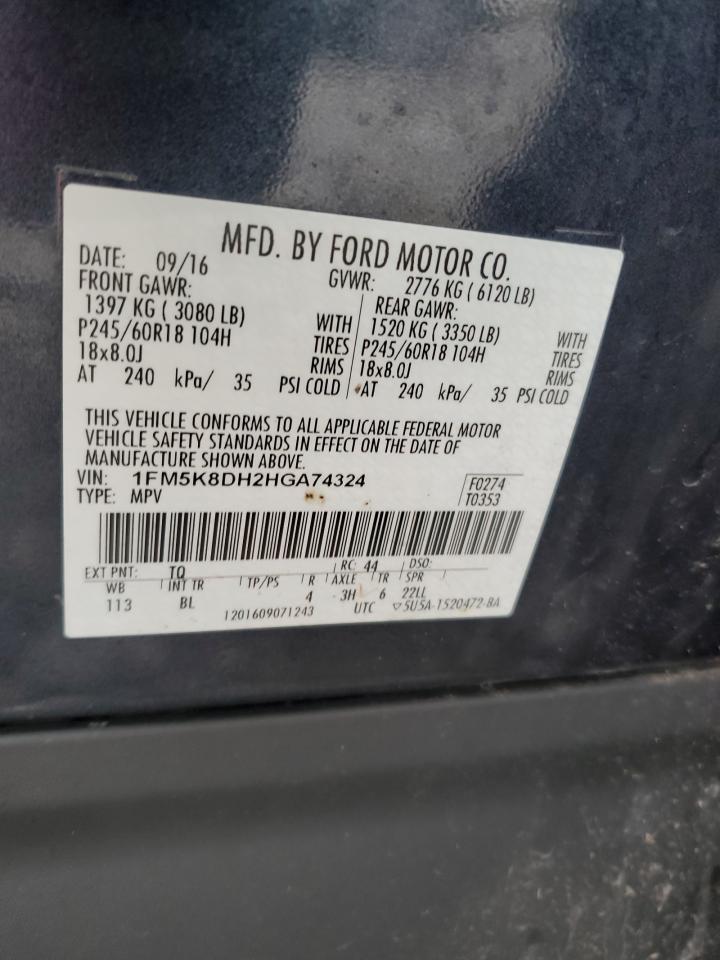 MFD. BY FORD MOTOR CO.
DATE: 09/16 GVWR: 2776 KG ( 6120 LB)
FRONT GAWR: REAR GAWR:
1397 KG ( 3080 LB) WITH 1520 KG ( 3350 LB) WITH
P245/60R18 104H TIRES P245/60R18 104H TIRES
18x8.0J RIMS 18x8.0J RIMS
AT 240 kPa/ 35 PSI COLD AT 240 kPa/ 35 PSI COLD
THIS VEHICLE CONFORMS TO ALL APPLICABLE FEDERAL MOTOR
VEHICLE SAFETY STANDARDS IN EFFECT ON THE DATE OF
MANUFACTURE SHOWN ABOVE.
VIN: 1FM5K8DH2HGA74324 F0274
TYPE: MPV T0353
EXT PNT: TQ RC: 44 DSO:
WB INT TR TP/PS R AXLE TR SPR
113 BL 4 3H 6 22LL
1201609071243 UTC ▽5U5A-1520472-BA